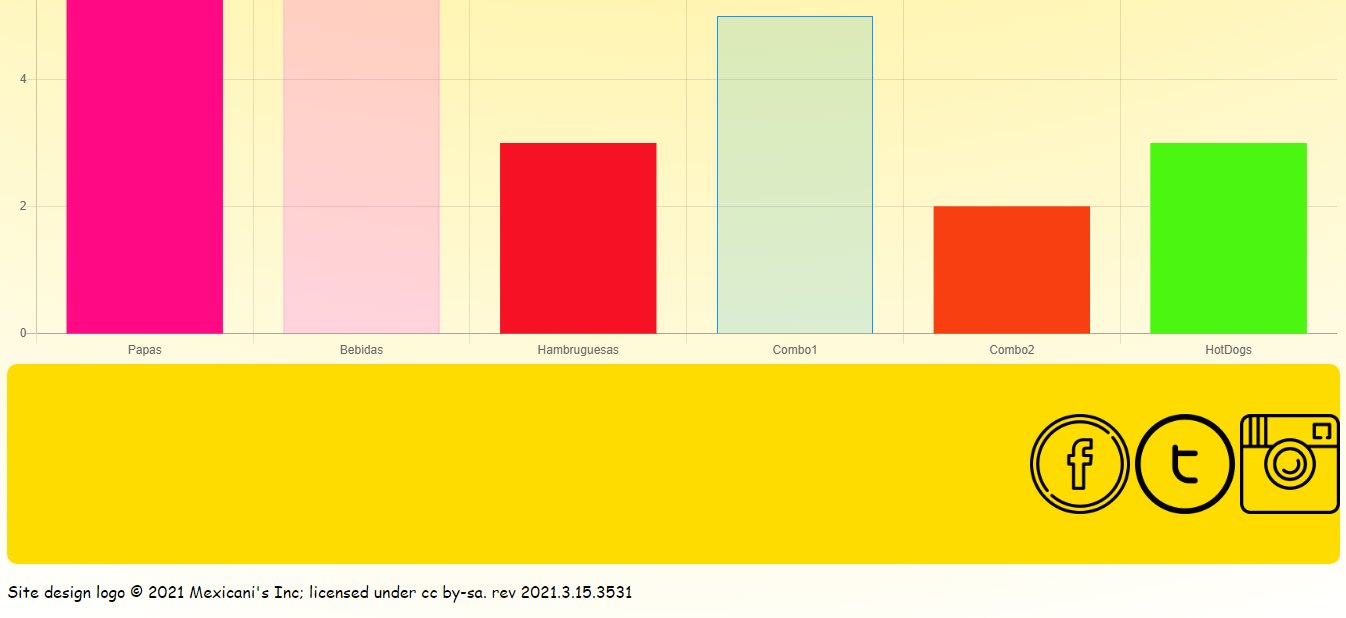 4
2
0
Papas Bebidas Hambruguesas Combo1 Combo2 HotDogs
f t
Site design logo © 2021 Mexicani's Inc; licensed under cc by-sa. rev 2021.3.15.3531